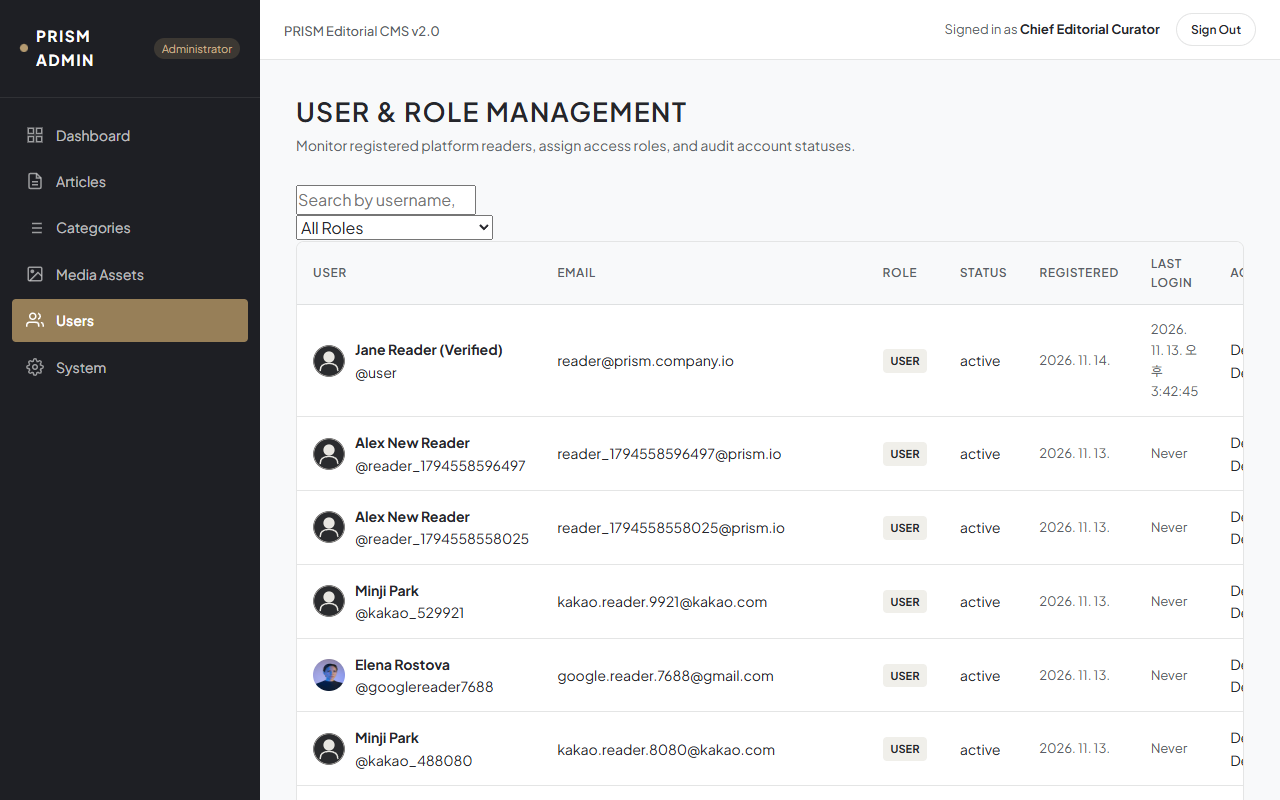 PRISM
ADMIN
Administrator
PRISM Editorial CMS v2.0
Signed in as Chief Editorial Curator
Sign Out
Dashboard
Articles
Categories
Media Assets
Users
System
USER & ROLE MANAGEMENT
Monitor registered platform readers, assign access roles, and audit account statuses.
Search by username,
All Roles
USER EMAIL ROLE STATUS REGISTERED LAST LOGIN
Jane Reader (Verified)
@user
reader@prism.company.io
USER
active
2026. 11. 14.
2026.
11. 13. 오
후
3:42:45
Alex New Reader
@reader_1794558596497
reader_1794558596497@prism.io
USER
active
2026. 11. 13.
Never
Alex New Reader
@reader_1794558558025
reader_1794558558025@prism.io
USER
active
2026. 11. 13.
Never
Minji Park
@kakao_529921
kakao.reader.9921@kakao.com
USER
active
2026. 11. 13.
Never
Elena Rostova
@googlereader7688
google.reader.7688@gmail.com
USER
active
2026. 11. 13.
Never
Minji Park
@kakao_488080
kakao.reader.8080@kakao.com
USER
active
2026. 11. 13.
Never